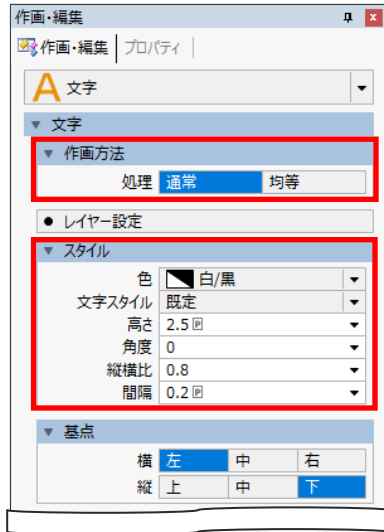 作画・編集
作画・編集 プロパティ
A 文字
文字
作画方法
処理 通常 均等
レイヤー設定
スタイル
色 白/黒
文字スタイル 既定
高さ 2.5 P
角度 0
縦横比 0.8
間隔 0.2 P
基点
横 左 中 右
縦 上 中 下